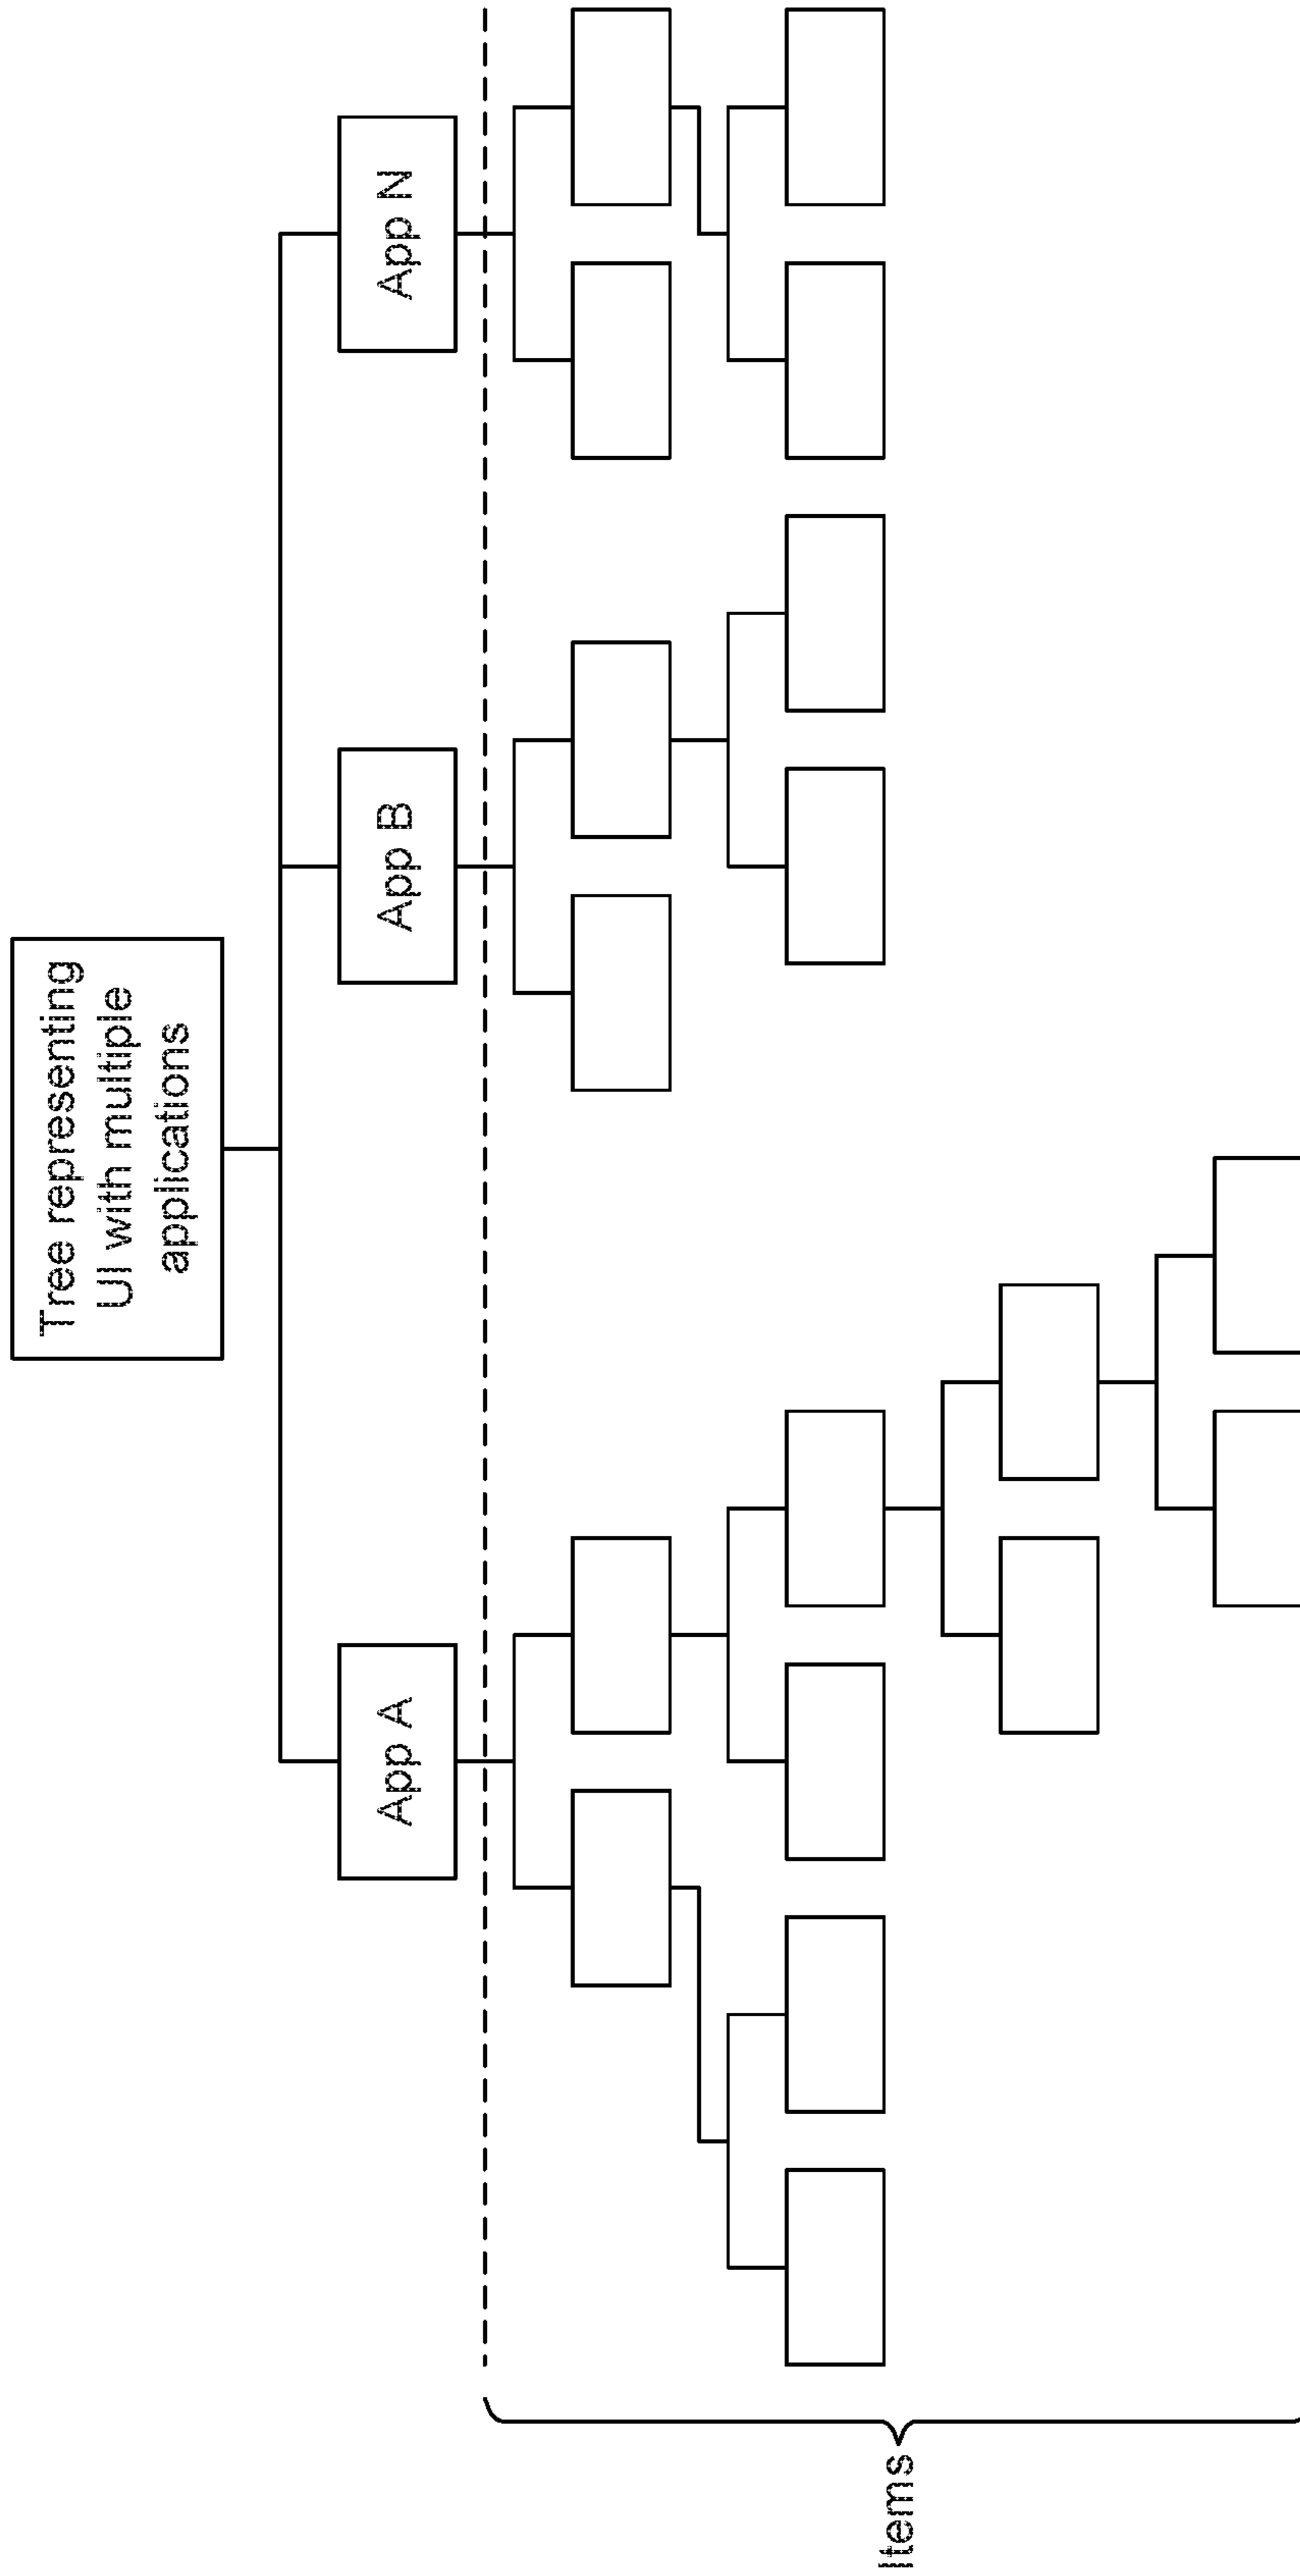 Tree representing
UI with multiple
applications
App A
App B
App N
Items